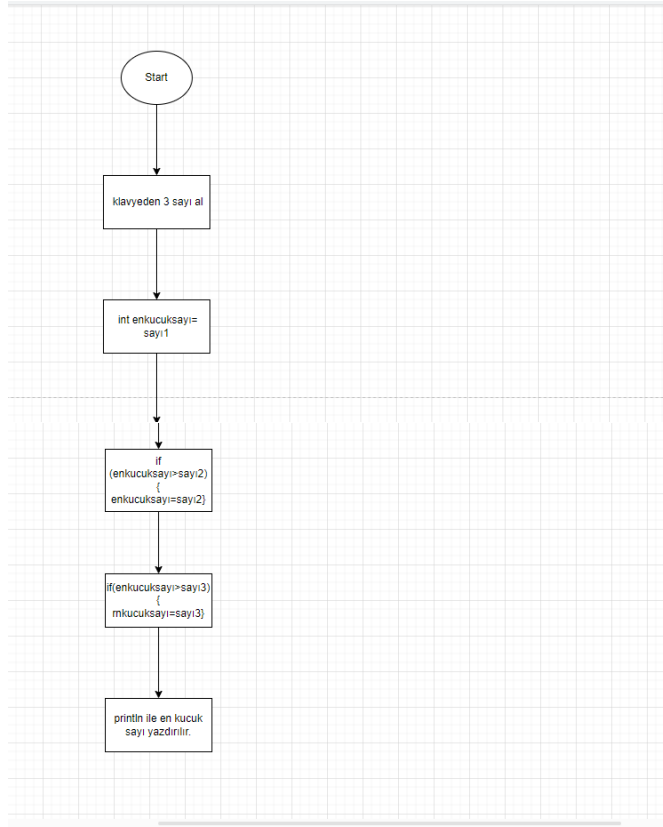 Start
klavyeden 3 sayı al
int enkucuksayı=
sayı1
if
(enkucuksayı>sayı2)
{
enkucuksayı=sayı2}
if(enkucuksayı>sayı3)
{
rnkucuksayı=sayı3}
println ile en kucuk
sayı yazdırılır.